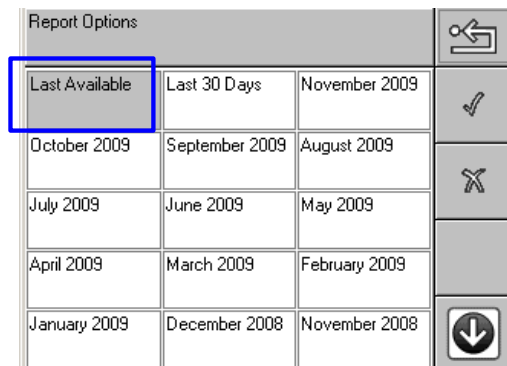 Report Options
Last Available
Last 30 Days
November 2009
October 2009
September 2009
August 2009
July 2009
June 2009
May 2009
April 2009
March 2009
February 2009
January 2009
December 2008
November 2008